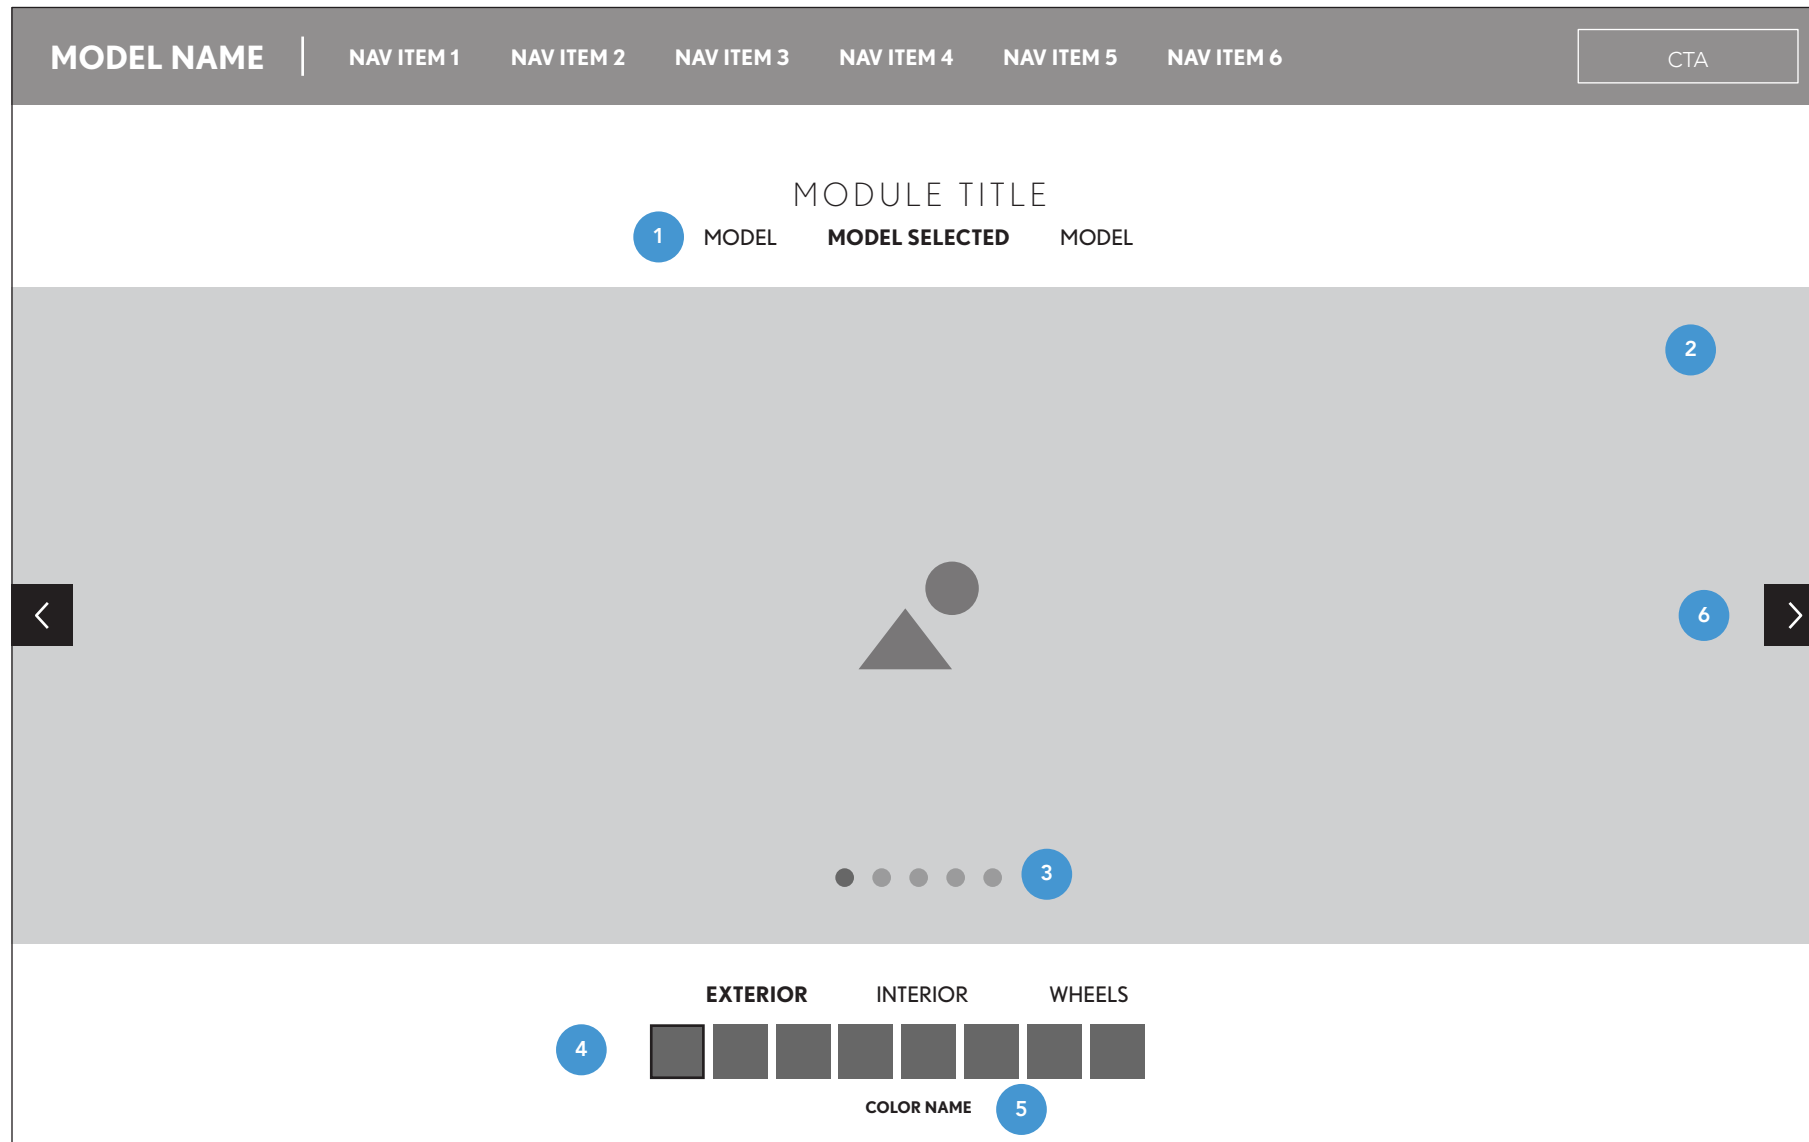 MODEL NAME NAV ITEM 1 NAV ITEM 2 NAV ITEM 3 NAV ITEM 4 NAV ITEM 5 NAV ITEM 6 CTA
MODULE TITLE
1 MODEL MODEL SELECTED MODEL
2
6
3
EXTERIOR INTERIOR WHEELS
4
COLOR NAME 5